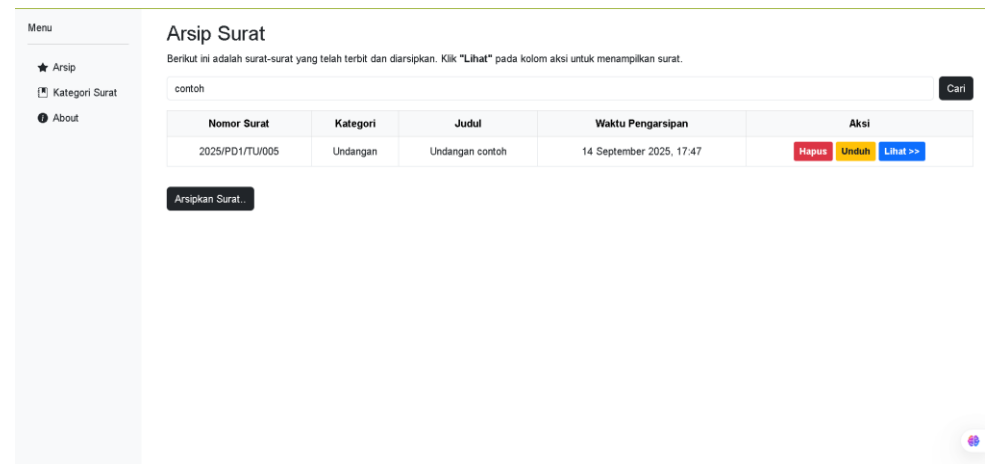 Menu
Arsip
Kategori Surat
About
Arsip Surat
Berikut ini adalah surat-surat yang telah terbit dan diarsipkan. Klik "Lihat" pada kolom aksi untuk menampilkan surat.
contoh Cari
Nomor Surat Kategori Judul Waktu Pengarsipan Aksi
2025/PD1/TU/005 Undangan Undangan contoh 14 September 2025, 17:47 Hapus Unduh Lihat >>
Arsipkan Surat..